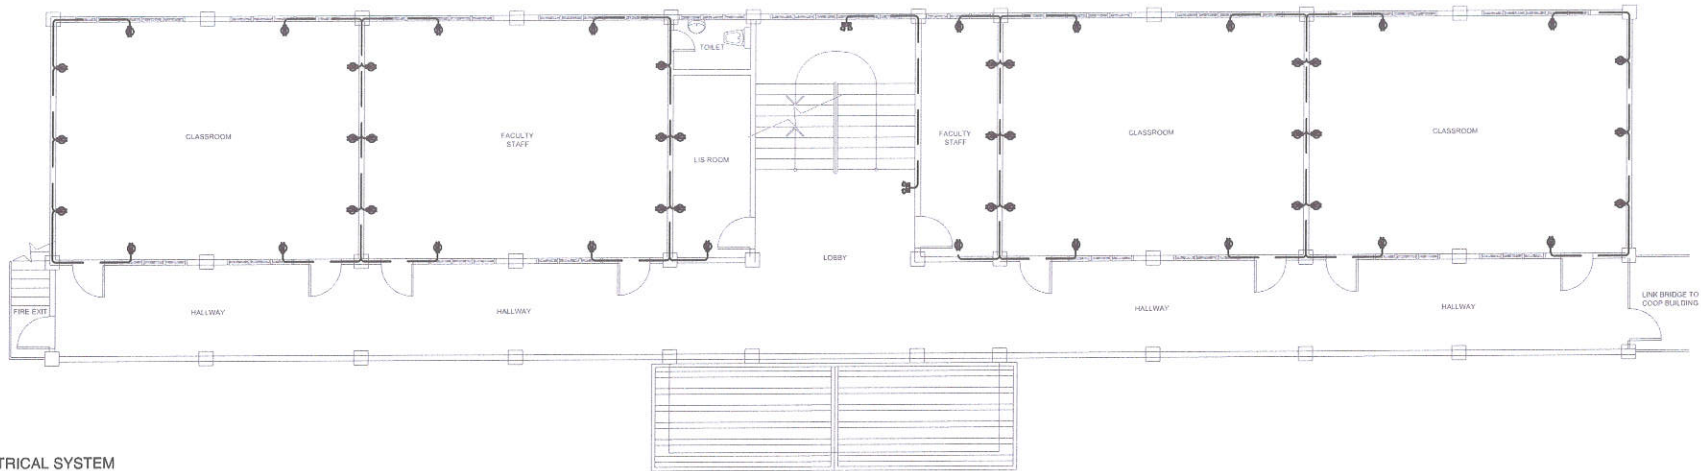 TOILET
CLASSROOM
FACULTY
STAFF
LIS ROOM
FACULTY
STAFF
CLASSROOM
CLASSROOM
LOBBY
FIRE EXIT
HALLWAY
HALLWAY
HALLWAY
HALLWAY
LINK BRIDGE TO
COOP BUILDING
TRICAL SYSTEM